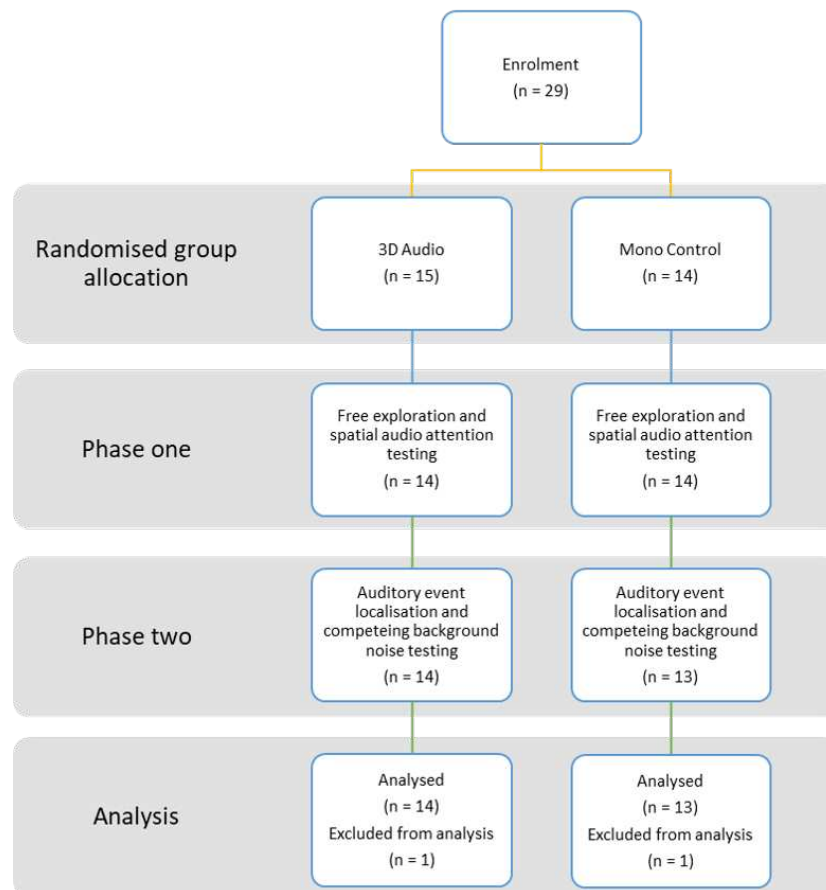 Enrolment
(n = 29)
Randomised group
allocation
3D Audio
(n = 15)
Mono Control
(n = 14)
Phase one
Free exploration and
spatial audio attention
testing
(n = 14)
Free exploration and
spatial audio attention
testing
(n = 14)
Phase two
Auditory event
localisation and
competeing background
noise testing
(n = 14)
Auditory event
localisation and
competeing background
noise testing
(n = 13)
Analysis
Analysed
(n = 14)
Excluded from analysis
(n = 1)
Analysed
(n = 13)
Excluded from analysis
(n = 1)